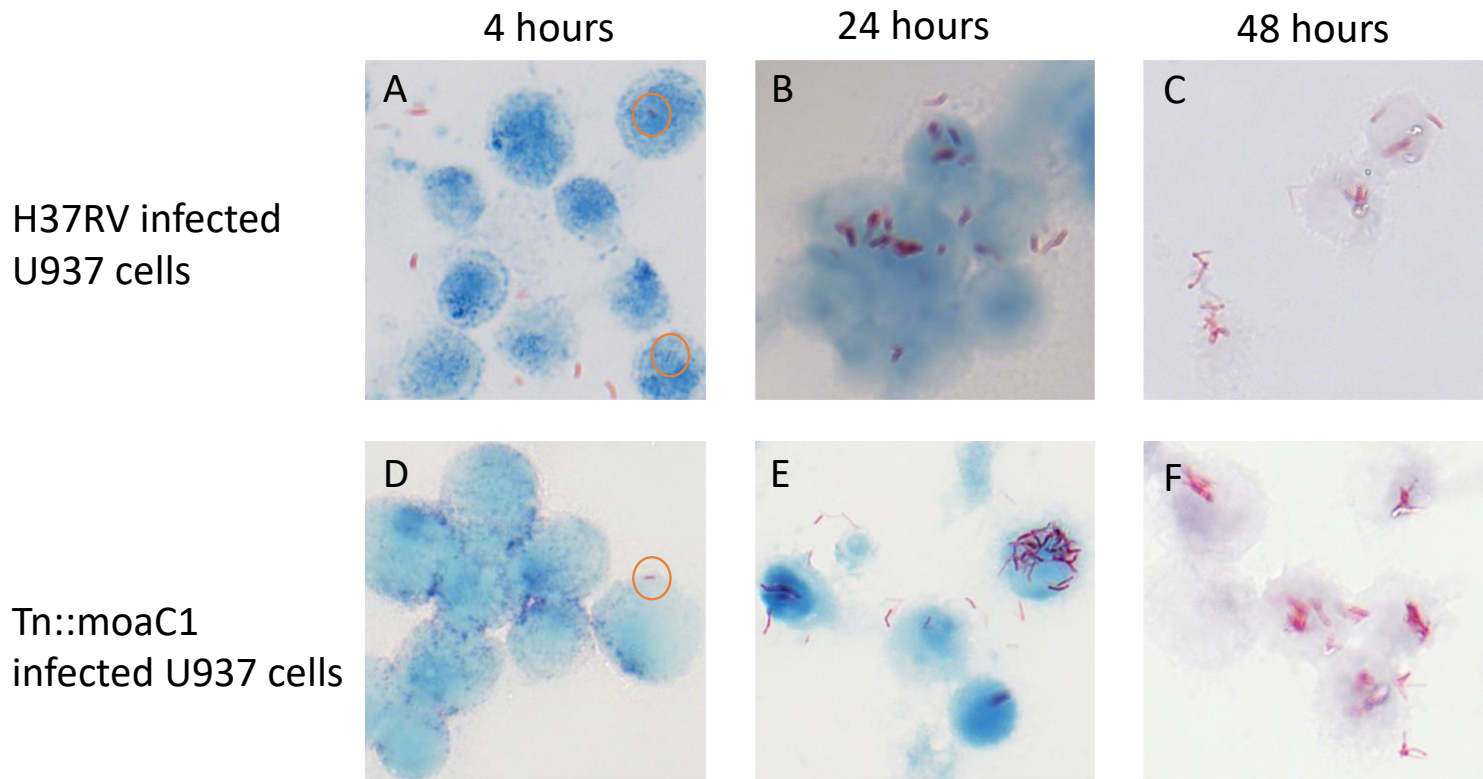 4 hours
24 hours
48 hours
A
B
C
H37RV infected
U937 cells
D
E
F
Tn::moaC1
infected U937 cells